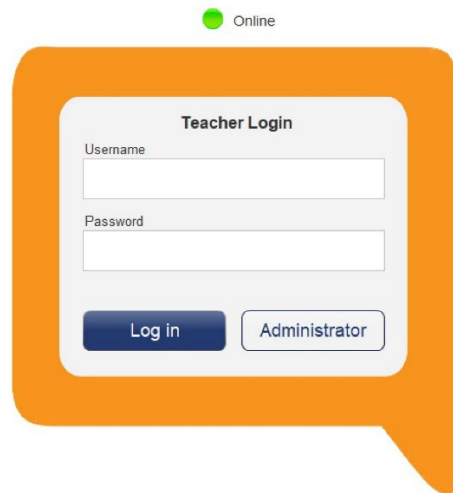 Online
Teacher Login
Username
Password
Log in
Administrator